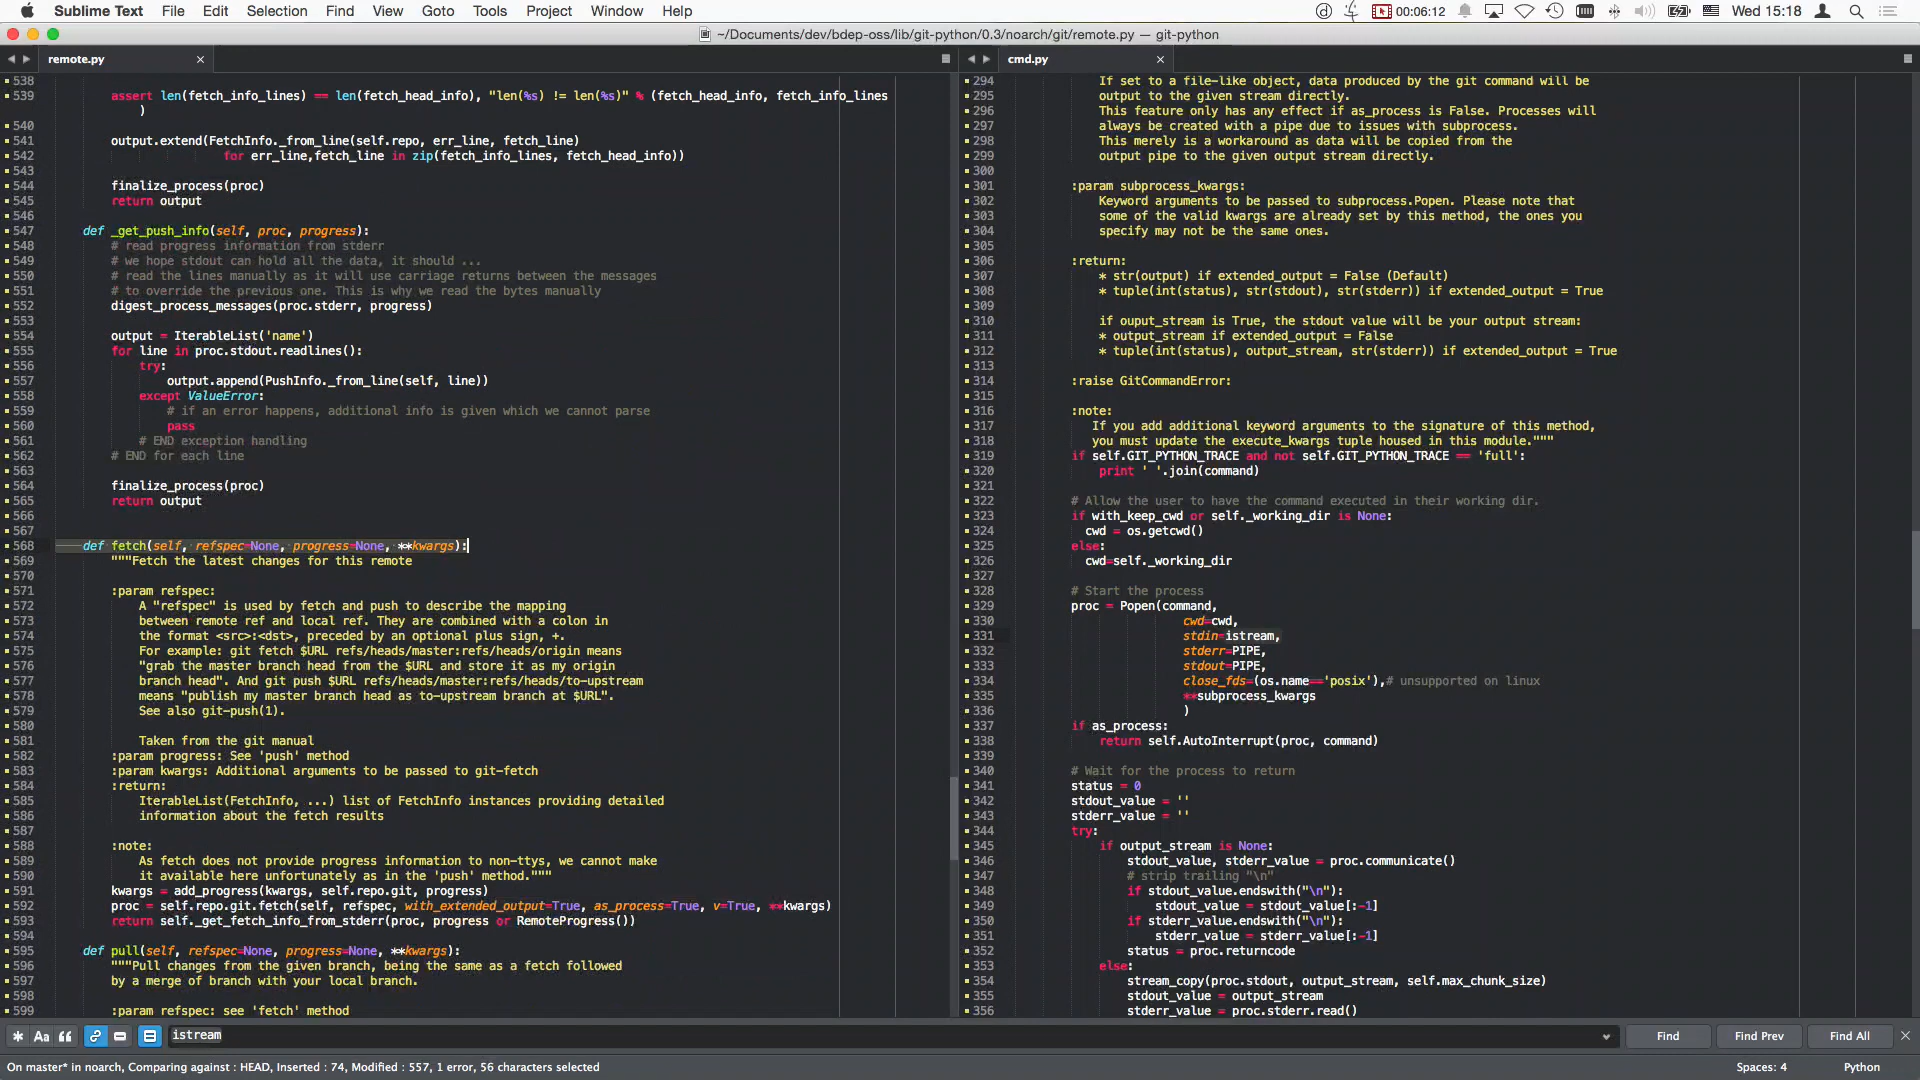 Sublime Text File Edit Selection Find View Goto Tools Project Window Help 00:06:12 Wed 15:18
~/Documents/dev/bdep-oss/lib/git-python/0.3/noarch/git/remote.py — git-python
remote.py
538
539 assert len(fetch_info_lines) == len(fetch_head_info), "len(%s) != len(%s)" % (fetch_head_info, fetch_info_lines
)
540
541 output.extend(FetchInfo._from_line(self.repo, err_line, fetch_line)
542 for err_line,fetch_line in zip(fetch_info_lines, fetch_head_info))
543
544 finalize_process(proc)
545 return output
546
547 def _get_push_info(self, proc, progress):
548 # read progress information from stderr
549 # we hope stdout can hold all the data, it should ...
550 # read the lines manually as it will use carriage returns between the messages
551 # to override the previous one. This is why we read the bytes manually
552 digest_process_messages(proc.stderr, progress)
553
554 output = IterableList('name')
555 for line in proc.stdout.readlines():
556 try:
557 output.append(PushInfo._from_line(self, line))
558 except ValueError:
559 # if an error happens, additional info is given which we cannot parse
560 pass
561 # END exception handling
562 # END for each line
563
564 finalize_process(proc)
565 return output
566
567
568 def fetch(self, refspec=None, progress=None, **kwargs):
569 """Fetch the latest changes for this remote
570
571 :param refspec:
572 A "refspec" is used by fetch and push to describe the mapping
573 between remote ref and local ref. They are combined with a colon in
574 the format <src>:<dst>, preceded by an optional plus sign, +.
575 For example: git fetch $URL refs/heads/master:refs/heads/origin means
576 "grab the master branch head from the $URL and store it as my origin
577 branch head". And git push $URL refs/heads/master:refs/heads/to-upstream
578 means "publish my master branch head as to-upstream branch at $URL".
579 See also git-push(1).
580
581 Taken from the git manual
582 :param progress: See 'push' method
583 :param kwargs: Additional arguments to be passed to git-fetch
584 :return:
585 IterableList(FetchInfo, ...) list of FetchInfo instances providing detailed
586 information about the fetch results
587
588 :note:
589 As fetch does not provide progress information to non-ttys, we cannot make
590 it available here unfortunately as in the 'push' method."""
591 kwargs = add_progress(kwargs, self.repo.git, progress)
592 proc = self.repo.git.fetch(self, refspec, with_extended_output=True, as_process=True, v=True, **kwargs)
593 return self._get_fetch_info_from_stderr(proc, progress or RemoteProgress())
594
595 def pull(self, refspec=None, progress=None, **kwargs):
596 """Pull changes from the given branch, being the same as a fetch followed
597 by a merge of branch with your local branch.
598
599 :param refspec: see 'fetch' method
cmd.py
294 If set to a file-like object, data produced by the git command will be
295 output to the given stream directly.
296 This feature only has any effect if as_process is False. Processes will
297 always be created with a pipe due to issues with subprocess.
298 This merely is a workaround as data will be copied from the
299 output pipe to the given output stream directly.
300
301 :param subprocess_kwargs:
302 Keyword arguments to be passed to subprocess.Popen. Please note that
303 some of the valid kwargs are already set by this method, the ones you
304 specify may not be the same ones.
305
306 :return:
307 * str(output) if extended_output = False (Default)
308 * tuple(int(status), str(stdout), str(stderr)) if extended_output = True
309
310 if ouput_stream is True, the stdout value will be your output stream:
311 * output_stream if extended_output = False
312 * tuple(int(status), output_stream, str(stderr)) if extended_output = True
313
314 :raise GitCommandError:
315
316 :note:
317 If you add additional keyword arguments to the signature of this method,
318 you must update the execute_kwargs tuple housed in this module."""
319 if self.GIT_PYTHON_TRACE and not self.GIT_PYTHON_TRACE == 'full':
320 print ' '.join(command)
321
322 # Allow the user to have the command executed in their working dir.
323 if with_keep_cwd or self._working_dir is None:
324 cwd = os.getcwd()
325 else:
326 cwd=self._working_dir
327
328 # Start the process
329 proc = Popen(command,
330 cwd=cwd,
331 stdin=istream,
332 stderr=PIPE,
333 stdout=PIPE,
334 close_fds=(os.name=='posix'),# unsupported on linux
335 **subprocess_kwargs
336 )
337 if as_process:
338 return self.AutoInterrupt(proc, command)
339
340 # Wait for the process to return
341 status = 0
342 stdout_value = ''
343 stderr_value = ''
344 try:
345 if output_stream is None:
346 stdout_value, stderr_value = proc.communicate()
347 # strip trailing "\n"
348 if stdout_value.endswith("\n"):
349 stdout_value = stdout_value[:-1]
350 if stderr_value.endswith("\n"):
351 stderr_value = stderr_value[:-1]
352 status = proc.returncode
353 else:
354 stream_copy(proc.stdout, output_stream, self.max_chunk_size)
355 stdout_value = output_stream
356 stderr_value = proc.stderr.read()
Aa istream Find Find Prev Find All
On master* in noarch, Comparing against : HEAD, Inserted : 74, Modified : 557, 1 error, 56 characters selected Spaces: 4 Python